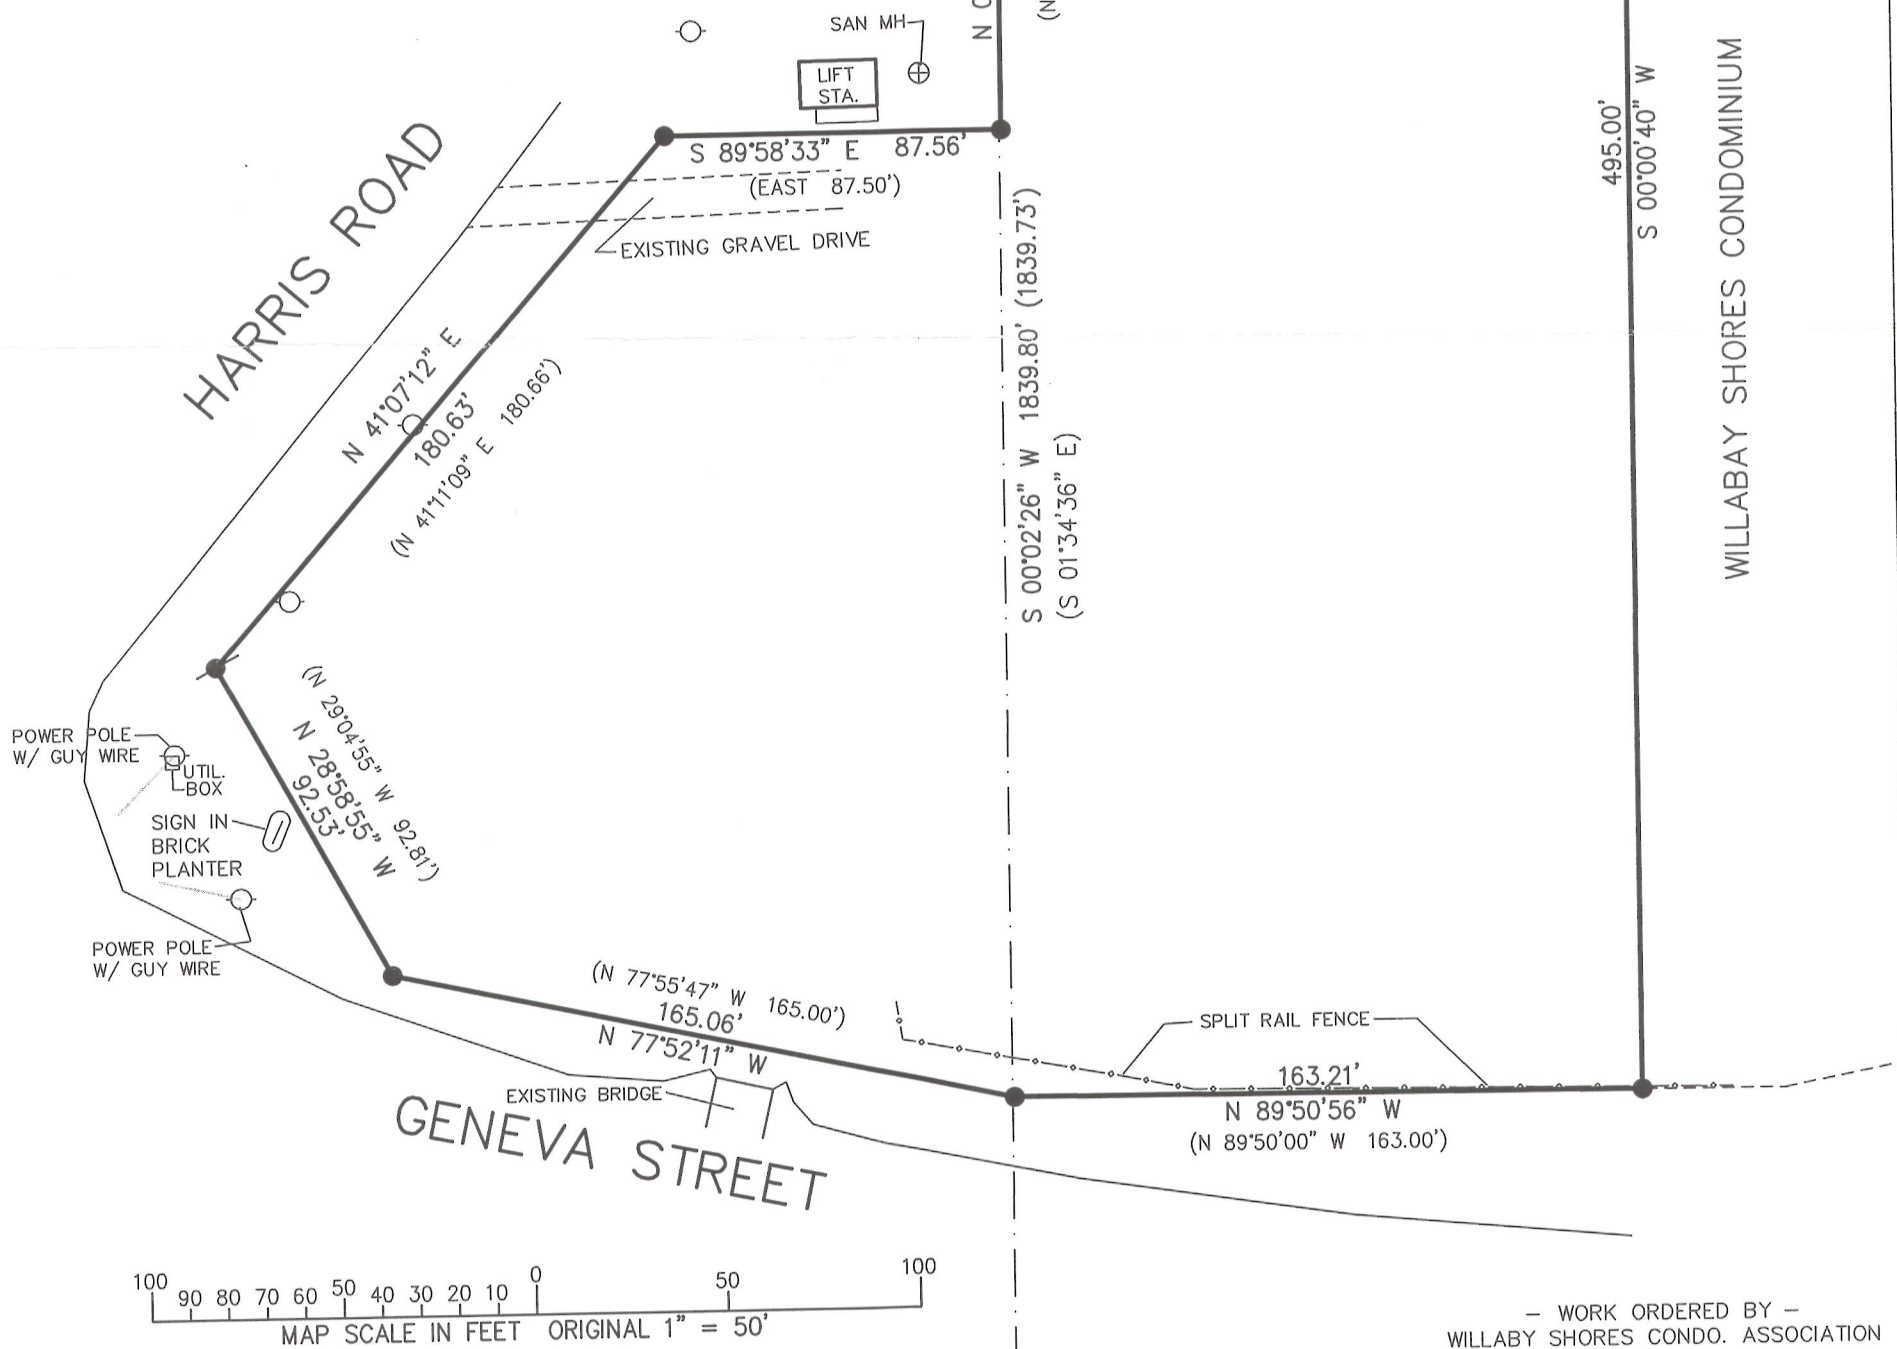 SAN MH
LIFT
STA.
N
(N
S 89°58'33" E 87.56'
(EAST 87.50')
EXISTING GRAVEL DRIVE
HARRIS ROAD
N 41°07'12" E
180.63'
(N 41°11'09" E 180.66')
S 00°02'26" W 1839.80' (1839.73')
(S 01°34'36" E)
495.00'
S 00°00'40" W
WILLABAY SHORES CONDOMINIUM
POWER POLE
W/ GUY WIRE
UTIL.
BOX
SIGN IN
BRICK
PLANTER
POWER POLE
W/ GUY WIRE
(N 29°04'55" W 92.81')
N 28°58'55" W
92.53'
(N 77°55'47" W 165.00')
165.06'
N 77°52'11" W
EXISTING BRIDGE
GENEVA STREET
SPLIT RAIL FENCE
163.21'
N 89°50'56" W
(N 89°50'00" W 163.00')
100 90 80 70 60 50 40 30 20 10 0 50 100
MAP SCALE IN FEET ORIGINAL 1" = 50'
– WORK ORDERED BY –
WILLABY SHORES CONDO. ASSOCIATION